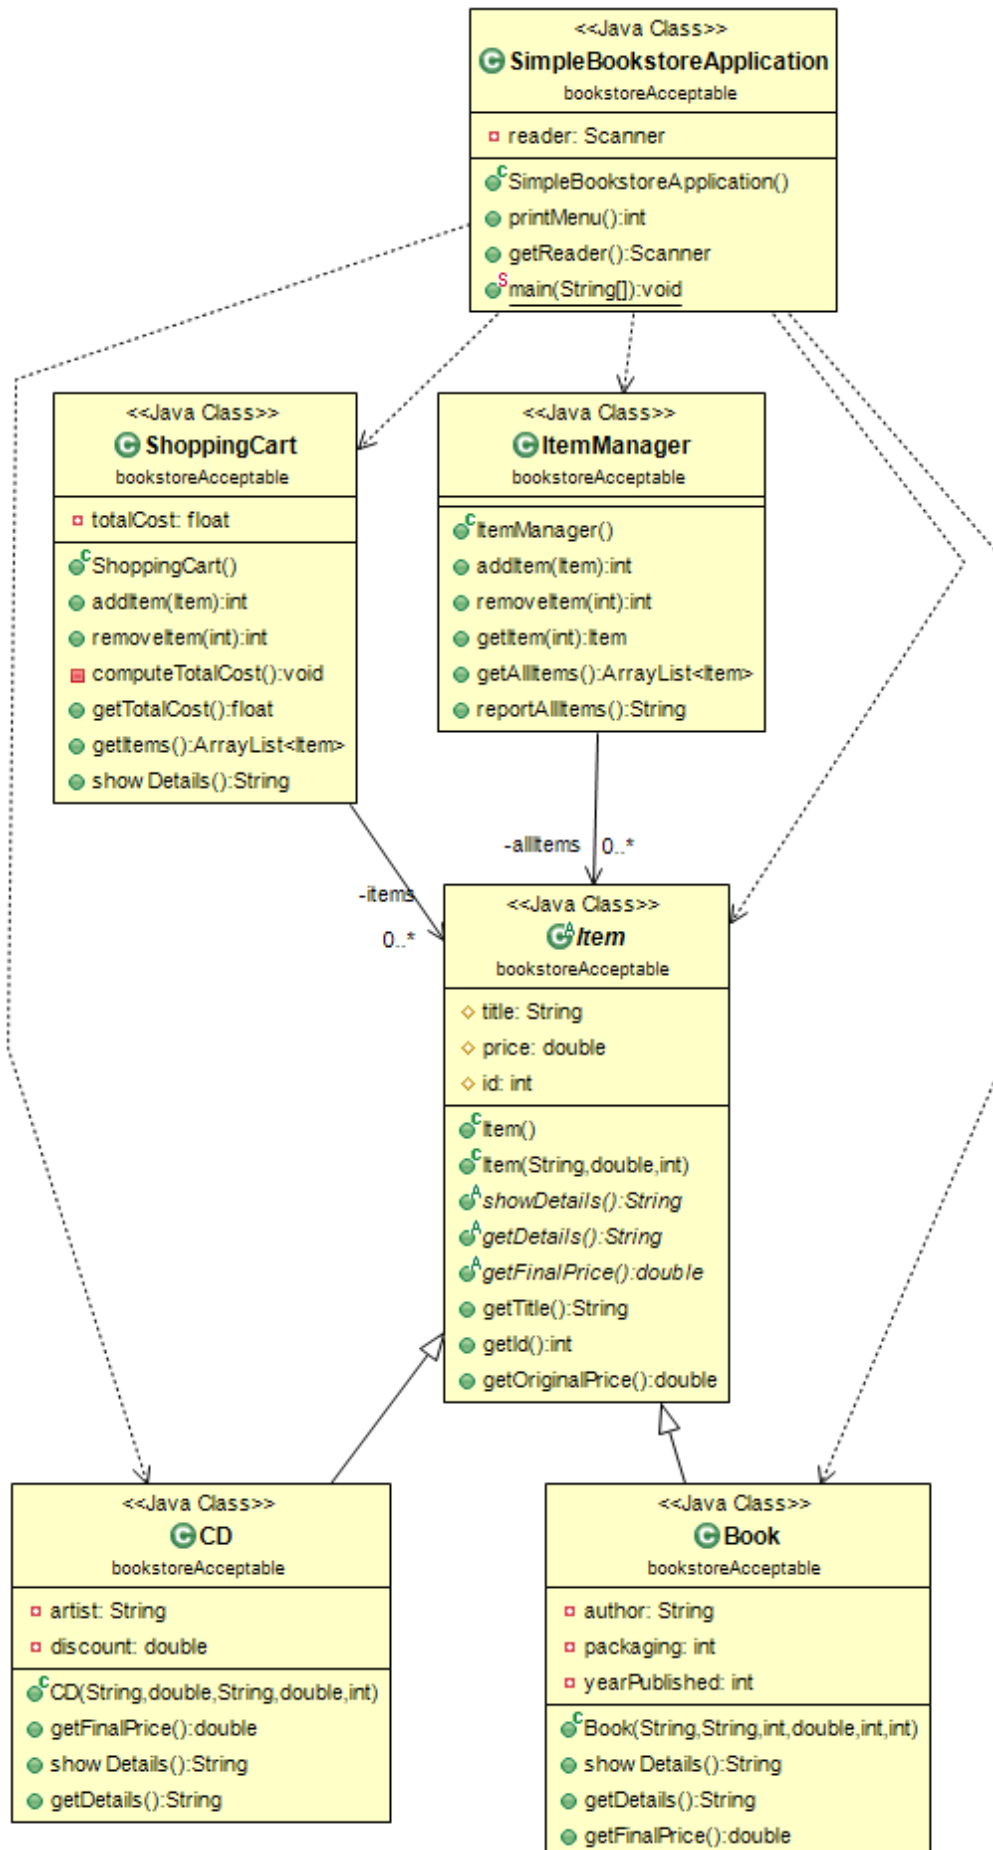 <<Java Class>>
SimpleBookstoreApplication
bookstoreAcceptable
reader: Scanner
SimpleBookstoreApplication()
printMenu():int
getReader():Scanner
main(String[]):void
<<Java Class>>
ShoppingCart
bookstoreAcceptable
totalCost: float
ShoppingCart()
addItem(Item):int
removeItem(int):int
computeTotalCost():void
getTotalCost():float
getItems():ArrayList<Item>
show Details():String
<<Java Class>>
ItemManager
bookstoreAcceptable
ItemManager()
addItem(Item):int
removeItem(int):int
getItem(int):Item
getAllItems():ArrayList<Item>
reportAllItems():String
-allItems 0..*
-items
0..*
<<Java Class>>
Item
bookstoreAcceptable
title: String
price: double
id: int
Item()
Item(String,double,int)
showDetails():String
getDetails():String
getFinalPrice():double
getTitle():String
getId():int
getOriginalPrice():double
<<Java Class>>
CD
bookstoreAcceptable
artist: String
discount: double
CD(String,double,String,double,int)
getFinalPrice():double
show Details():String
getDetails():String
<<Java Class>>
Book
bookstoreAcceptable
author: String
packaging: int
yearPublished: int
Book(String,String,int,double,int,int)
show Details():String
getDetails():String
getFinalPrice():double